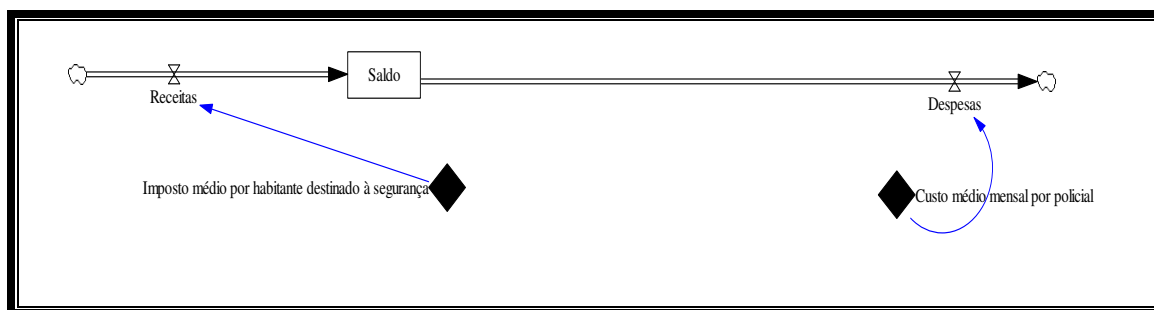 Saldo
Receitas
Despesas
Imposto médio por habitante destinado à segurança
Custo médio mensal por policial